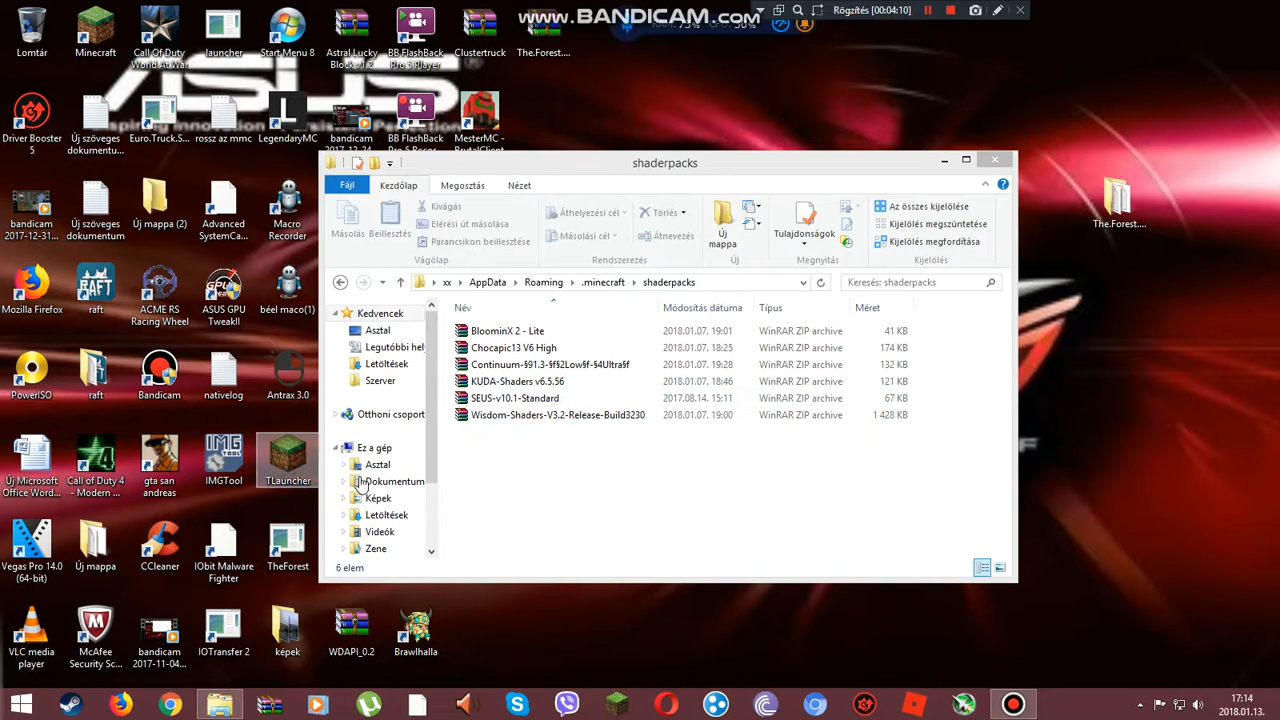 www.BANDICAM.com
Rögzítés [00:04:10]
Lomtár
Minecraft
Call Of Duty World At War
launcher
Start Menu 8
Astral Lucky Block v1.2
BB FlashBack Pro 5 Player
Clustertruck
The.Forest....
Driver Booster 5
Új szöveges dokumentu...
Euro.Truck.S...
rossz az mmc
LegendaryMC
bandicam 2017-12-24...
BB FlashBack Pro 5 Recor...
MesterMC - BrutalClient
bandicam 2017-12-31...
Új szöveges dokumentum
Új mappa (2)
Advanced SystemCa...
Macro Recorder
The.Forest....
Mozilla Firefox
raft
ACME RS Racing Wheel
ASUS GPU TweakII
béel maco(1)
PowerISO
raft
Bandicam
nativelog
Antrax 3.0
Új Microsoft Office Word...
Call of Duty 4 - Modern ...
gta san andreas
IMGTool
TLauncher
Vegas Pro 14.0 (64-bit)
Új mappa
CCleaner
IObit Malware Fighter
TheForest
VLC media player
McAfee Security Sc...
bandicam 2017-11-04...
IOTransfer 2
képek
WDAPI_0.2
Brawlhalla
shaderpacks
Fájl
Kezdőlap
Megosztás
Nézet
Másolás
Beillesztés
Kivágás
Elérési út másolása
Parancsikon beillesztése
Vágólap
Áthelyezési cél
Másolási cél
Törlés
Átnevezés
Rendszerezés
Új mappa
Új
Tulajdonságok
Megnyitás
Az összes kijelölése
Kijelölés megszüntetése
Kijelölés megfordítása
Kijelölés
xx
AppData
Roaming
.minecraft
shaderpacks
Keresés: shaderpacks
Kedvencek
Asztal
Legutóbbi hel
Letöltések
Szerver
Otthoni csoport
Ez a gép
Asztal
Dokumentum
Képek
Letöltések
Videók
Zene
Név Módosítás dátuma Típus Méret
BloominX 2 - Lite 2018.01.07. 19:01 WinRAR ZIP archive 41 KB
Chocapic13 V6 High 2018.01.07. 18:25 WinRAR ZIP archive 174 KB
Continuum-§91.3-§f§2Low§f-§4Ultra§f 2018.01.07. 19:28 WinRAR ZIP archive 132 KB
KUDA-Shaders v6.5.56 2018.01.07. 18:46 WinRAR ZIP archive 121 KB
SEUS-v10.1-Standard 2017.08.14. 15:11 WinRAR ZIP archive 67 KB
Wisdom-Shaders-V3.2-Release-Build3230 2018.01.07. 19:00 WinRAR ZIP archive 1 428 KB
6 elem
17:14
2018.01.13.